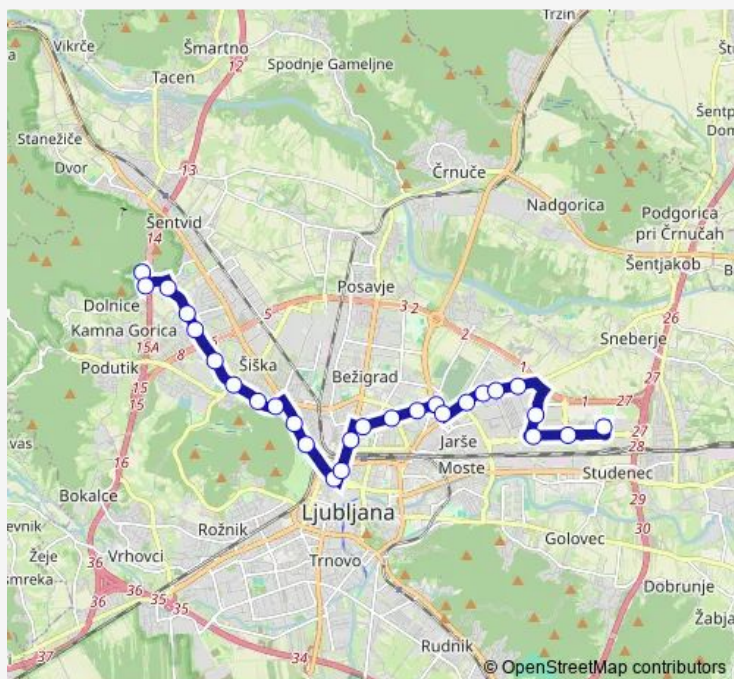 Trzin
Vikrče
Šmartno
12
Tacen
Spodnje Gameljne
Stanežiče
Dvor
13
Črnuče
Nadgorica
Podgorica
pri Črnučah
Šentvid
14
Šentjakob
Posavje
Dolnice
5
3
2
26
Kamna Gorica
2
Sneberje
15A
8
Podutik
Šiška
1
Bežigrad
15
1
27
27
16
Jarše
28
Moste
Studenec
Bokalce
Ljubljana
30
Rožnik
Golovec
Vrhovci
Žeje
36
Trnovo
36
35
35
36
Dobrunje
Rudnik
37
34
© OpenStreetMap contributors